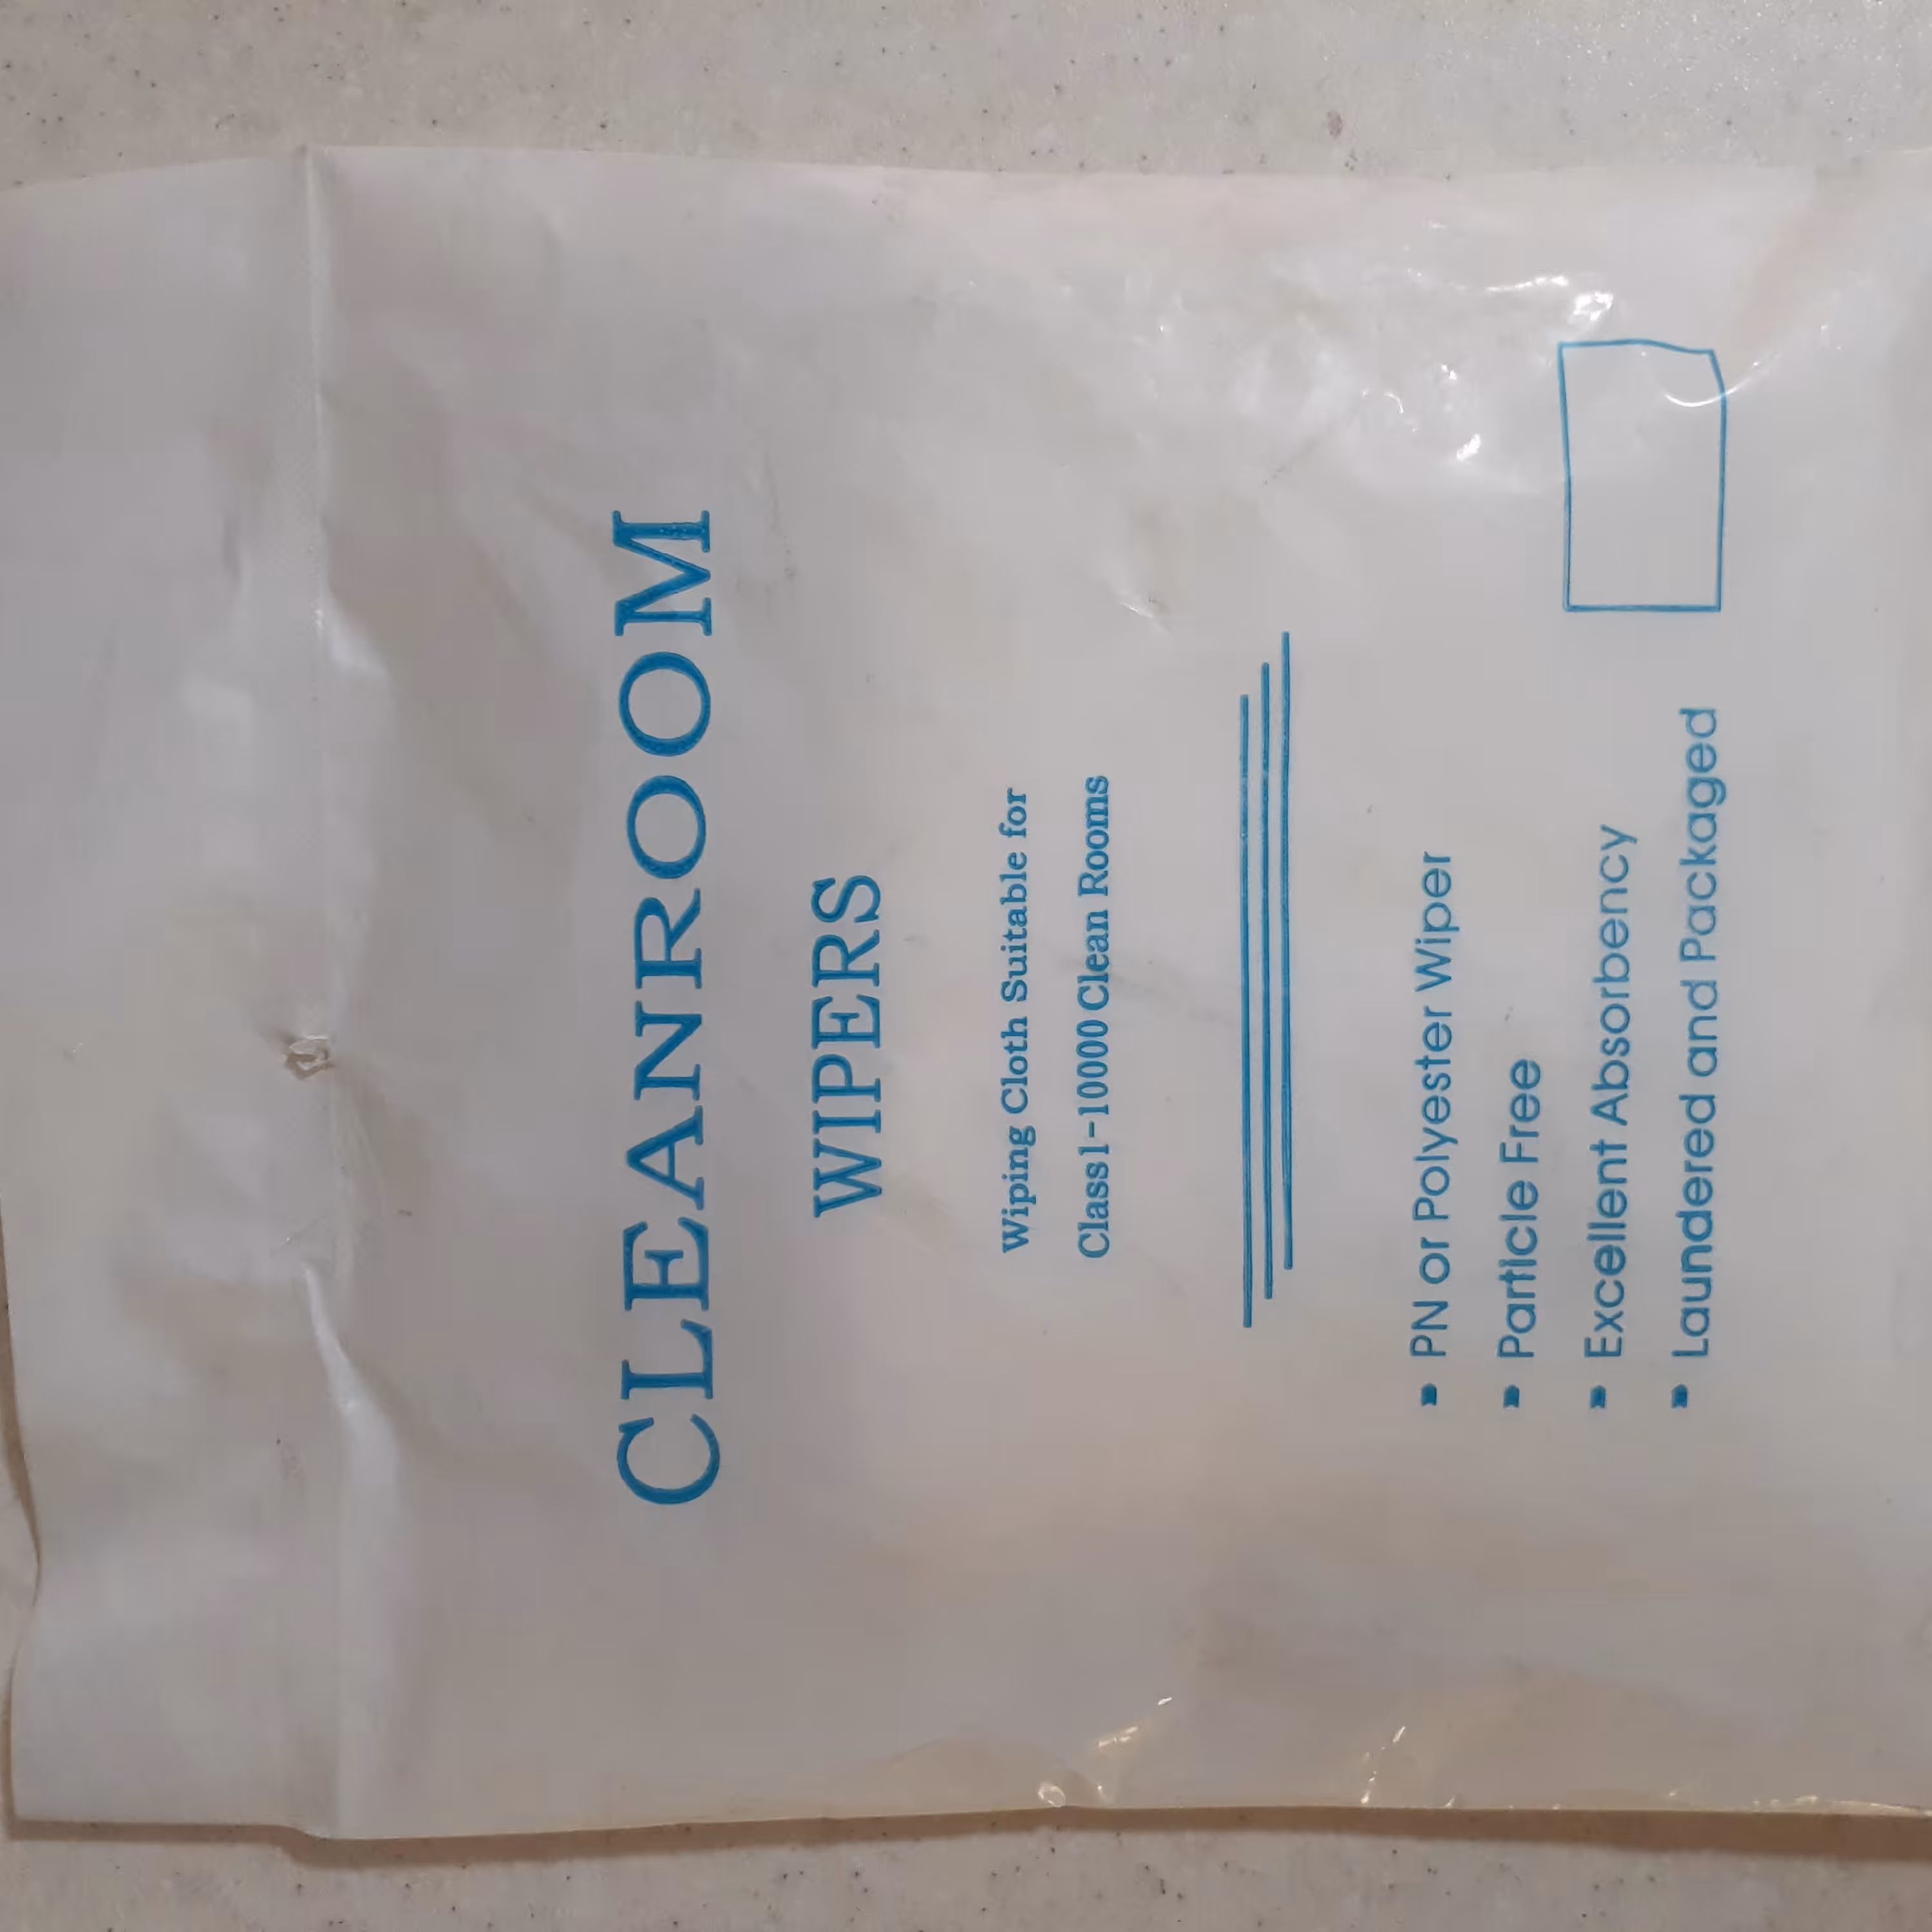 CLEANROOM
WIPERS
Wiping Cloth Suitable for
Class1-10000 Clean Rooms
PN or Polyester Wiper
Particle Free
Excellent Absorbency
Laundered and Packaged